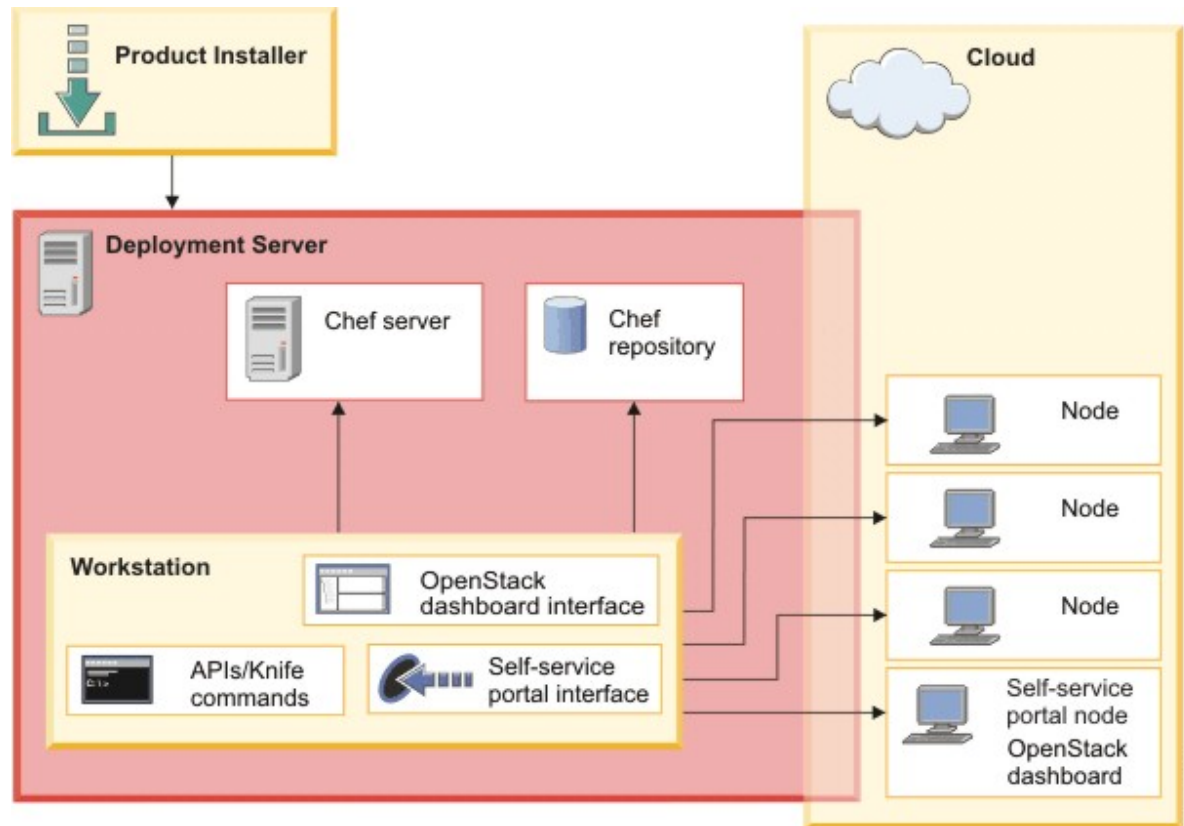 Product Installer
Cloud
Deployment Server
Chef server
Chef
repository
Workstation
OpenStack
dashboard interface
APIs/Knife
commands
Self-service
portal interface
Node
Node
Node
Self-service
portal node
OpenStack
dashboard